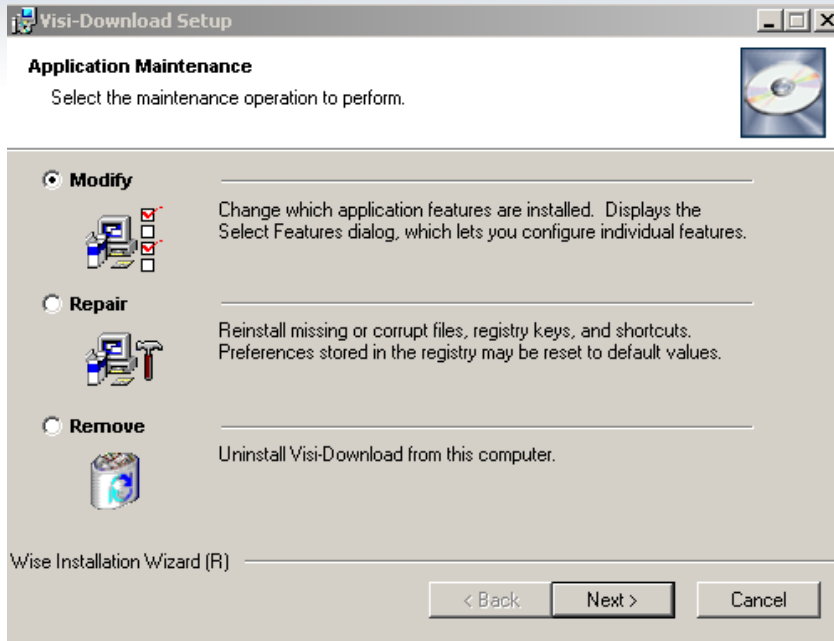 Visi-Download Setup
Application Maintenance
Select the maintenance operation to perform.
Modify
Change which application features are installed.  Displays the
Select Features dialog, which lets you configure individual features.
Repair
Reinstall missing or corrupt files, registry keys, and shortcuts.
Preferences stored in the registry may be reset to default values.
Remove
Uninstall Visi-Download from this computer.
Wise Installation Wizard (R)
< Back
Next >
Cancel